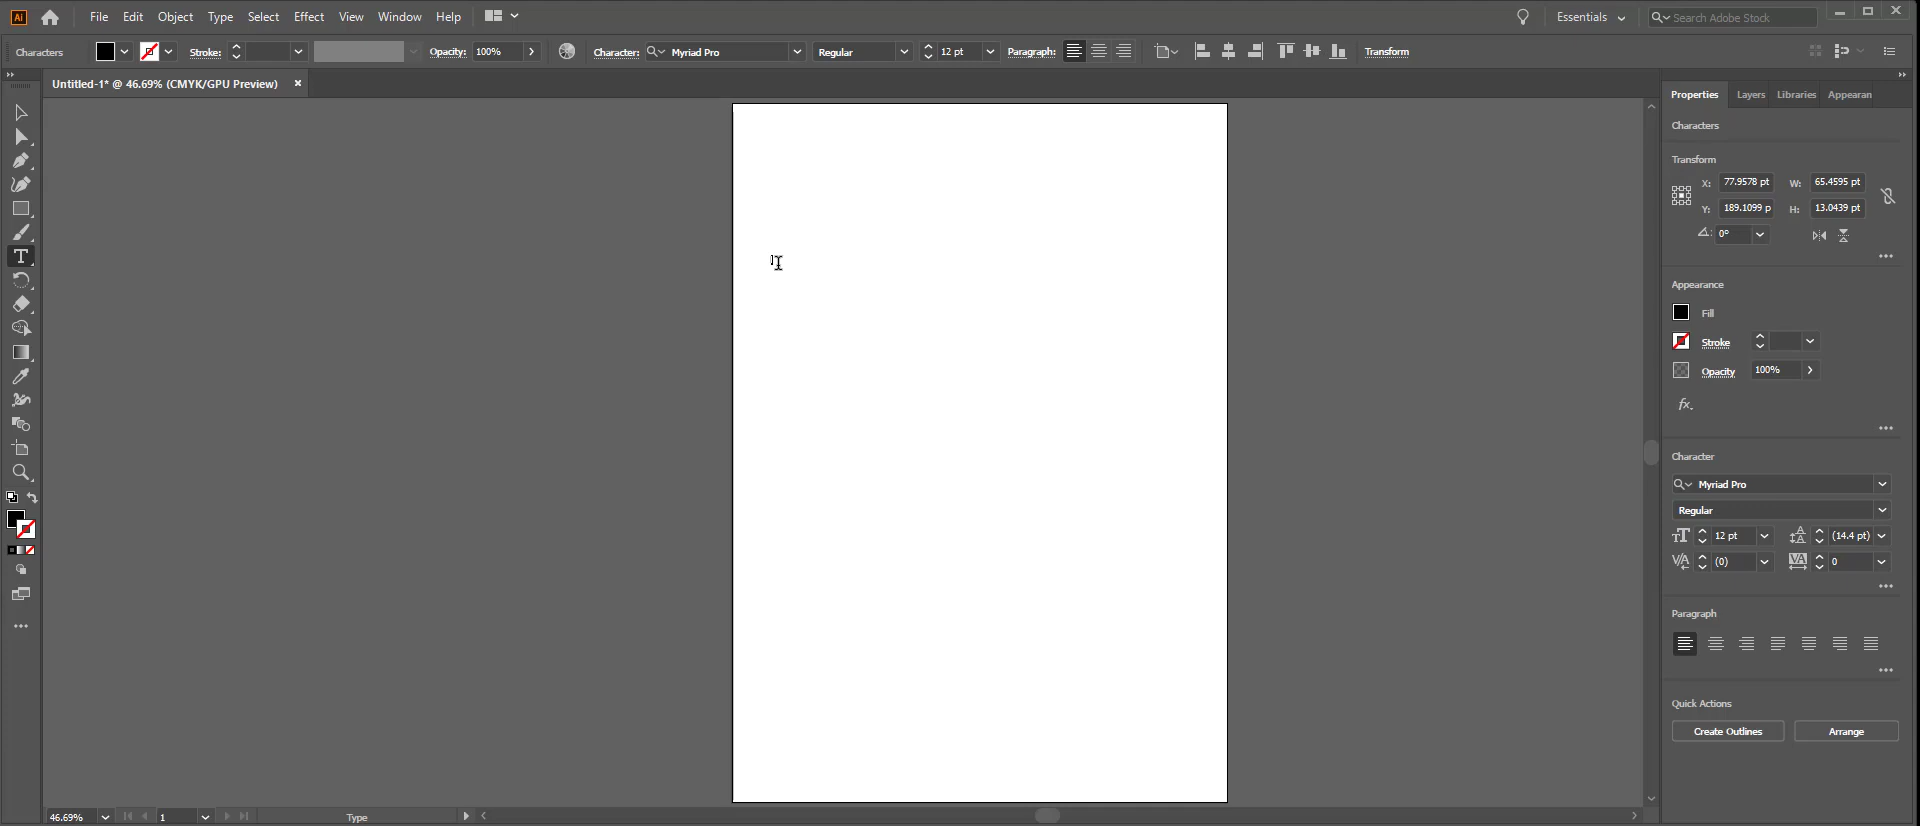 Ai File Edit Object Type Select Effect View Window Help Essentials Search Adobe Stock
Characters Stroke: Opacity: 100% Character: Myriad Pro Regular 12 pt Paragraph: Transform
Untitled-1* @ 46.69% (CMYK/GPU Preview) ×
Properties Layers Libraries Appearan
Characters
Transform
X: 77.9578 pt W: 65.4595 pt
Y: 189.1099 p H: 13.0439 pt
0°
Appearance
Fill
Stroke
Opacity 100%
fx.
Character
Myriad Pro
Regular
12 pt (14.4 pt)
(0) 0
Paragraph
Quick Actions
Create Outlines Arrange
46.69% 1 Type